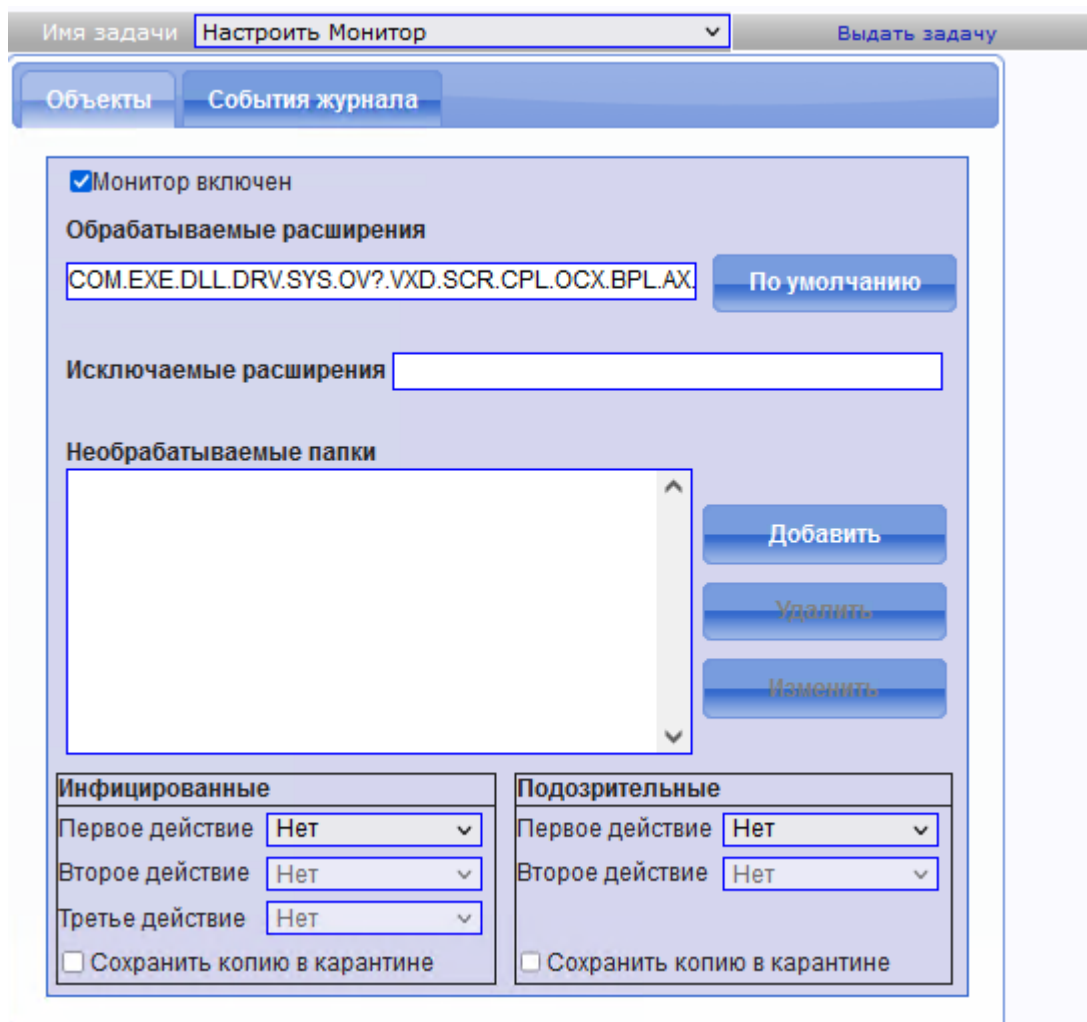 Имя задачи Настроить Монитор Выдать задачу
Объекты События журнала
Монитор включен
Обрабатываемые расширения
COM.EXE.DLL.DRV.SYS.OV?.VXD.SCR.CPL.OCX.BPL.AX. По умолчанию
Исключаемые расширения
Необрабатываемые папки
Добавить
Удалить
Изменить
Инфицированные Подозрительные
Первое действие Нет Первое действие Нет
Второе действие Нет Второе действие Нет
Третье действие Нет
Сохранить копию в карантине Сохранить копию в карантине